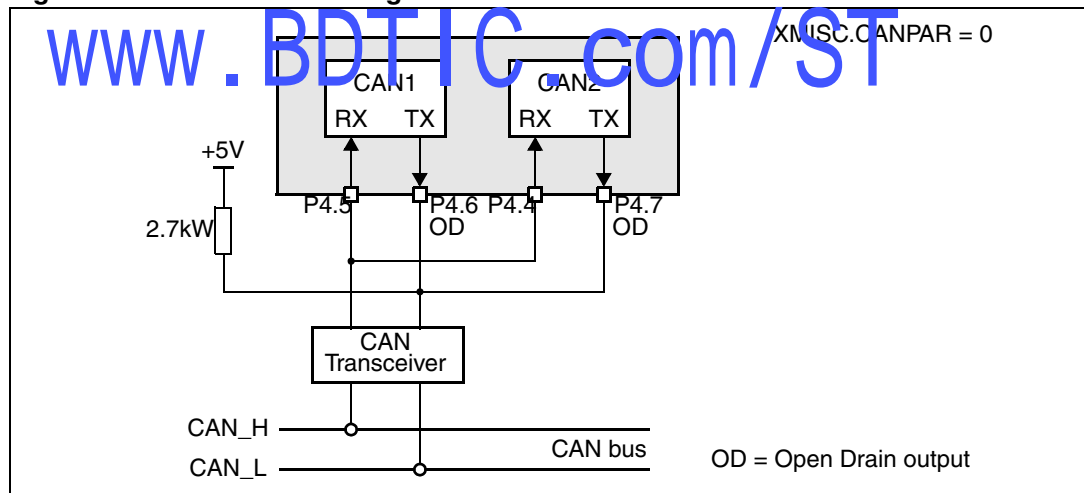 www.BDTIC.com/ST
XMISC.CANPAR = 0
CAN1
CAN2
RX TX
RX TX
+5V
P4.5
P4.6
P4.4
P4.7
OD
OD
2.7kW
CAN
Transceiver
CAN_H
CAN bus
CAN_L
OD = Open Drain output